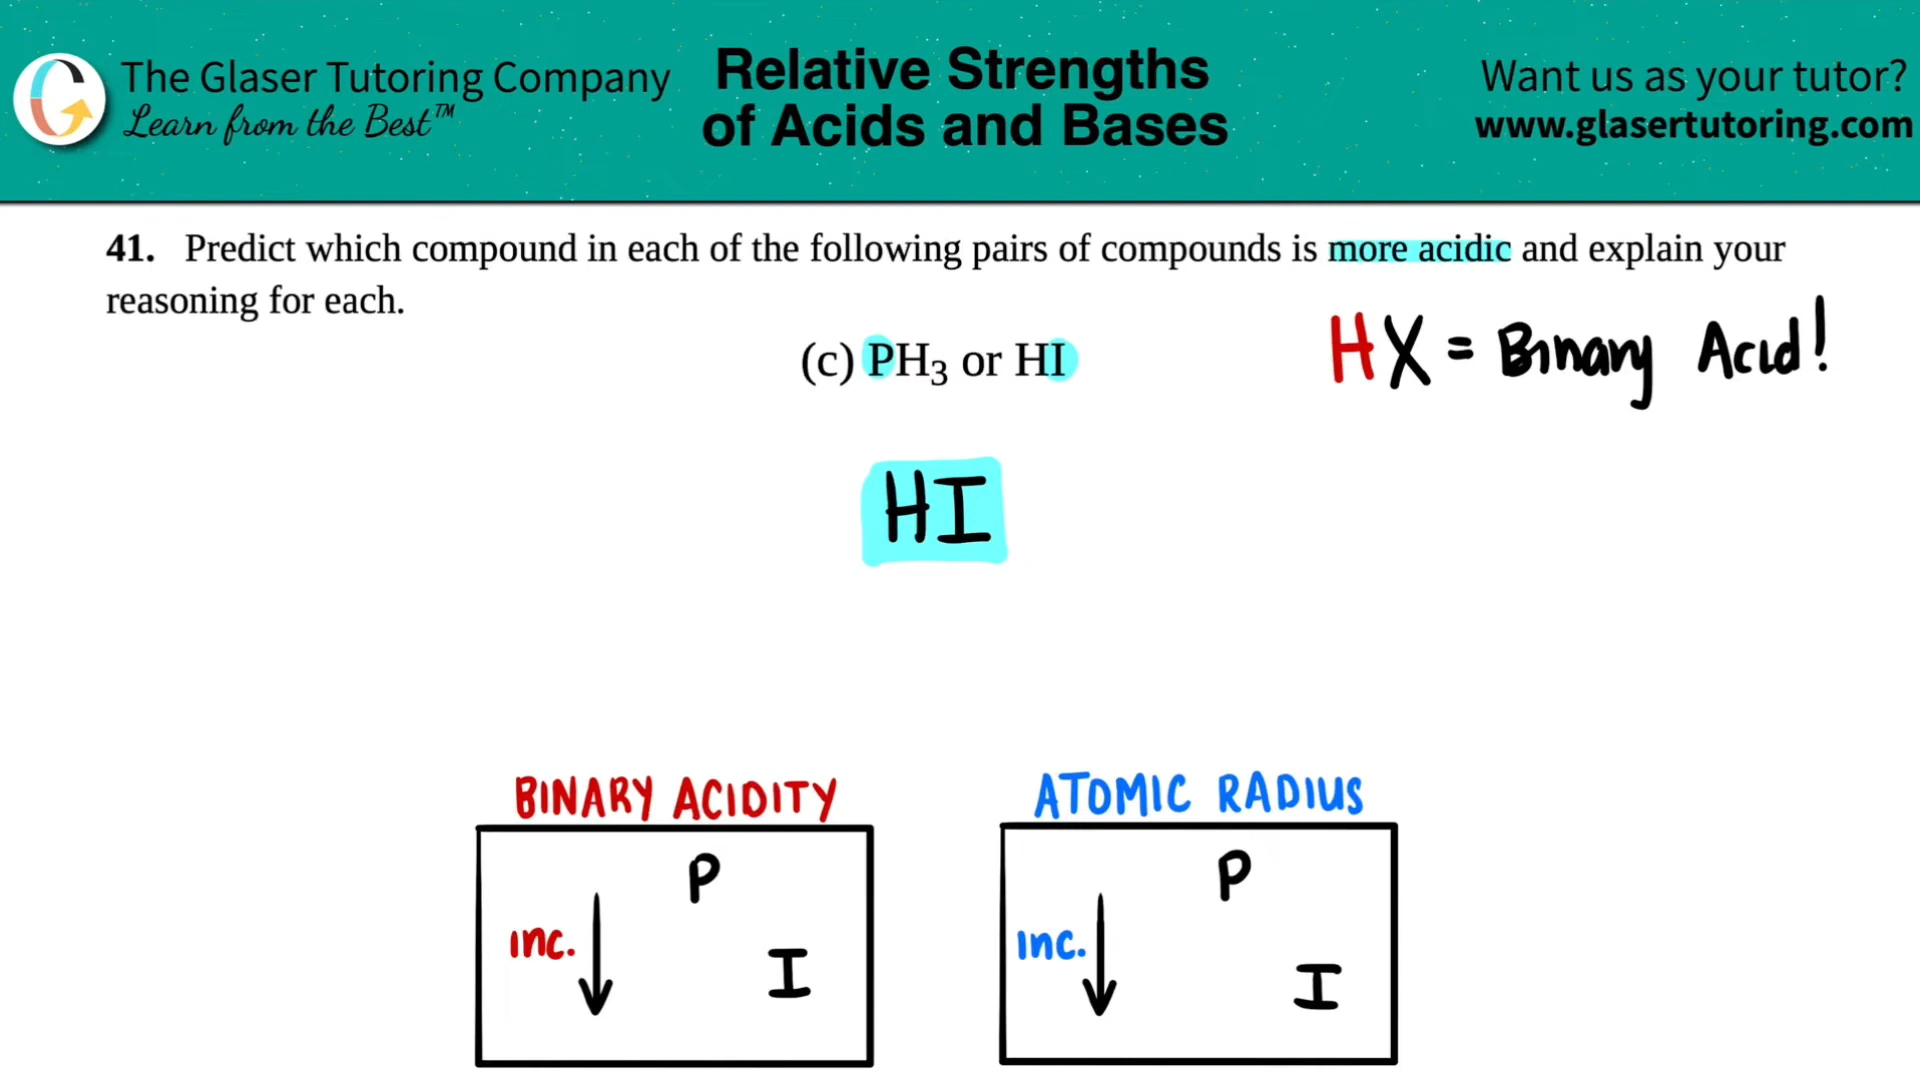 The Glaser Tutoring Company
Learn from the Best™
Relative Strengths
of Acids and Bases
Want us as your tutor?
www.glasertutoring.com
41. Predict which compound in each of the following pairs of compounds is more acidic and explain your
reasoning for each.
(c) PH₃ or HI
HX = Binary Acid!
HI
BINARY ACIDITY
P
inc.
I
ATOMIC RADIUS
P
inc.
I